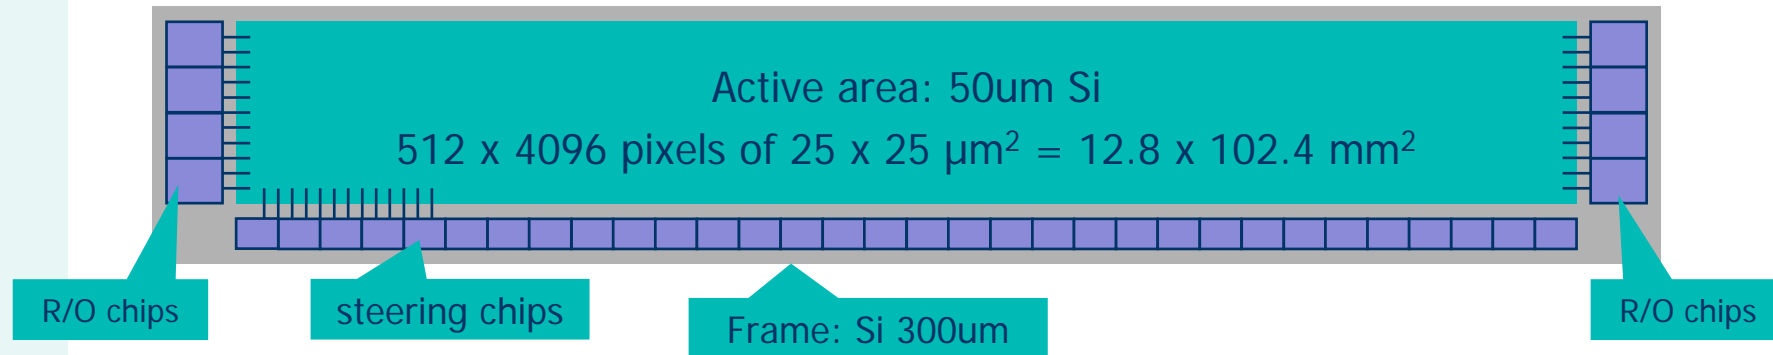 Active area: 50um Si
512 x 4096 pixels of 25 x 25 µm² = 12.8 x 102.4 mm²
R/O chips
steering chips
Frame: Si 300um
R/O chips